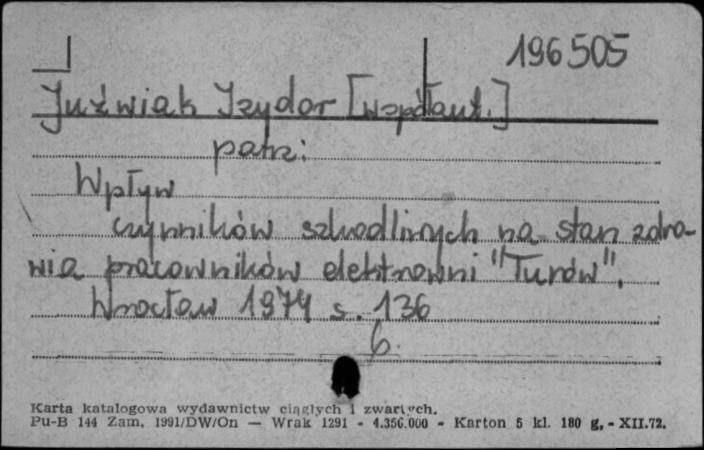 196505
Juźwiak Izydor [współaut.]
patrz:
Wpływ
czynników szkodliwych na stan zdro-
wia pracowników elektrowni "Turów".
Wrocław 1974 s. 136
6.
Karta katalogowa wydawnictw ciągłych i zwartych.
Pu-B 144 Zam. 1991/DW/On — Wrak 1291 - 4.356.000 - Karton 5 kl. 180 g. - XII.72.